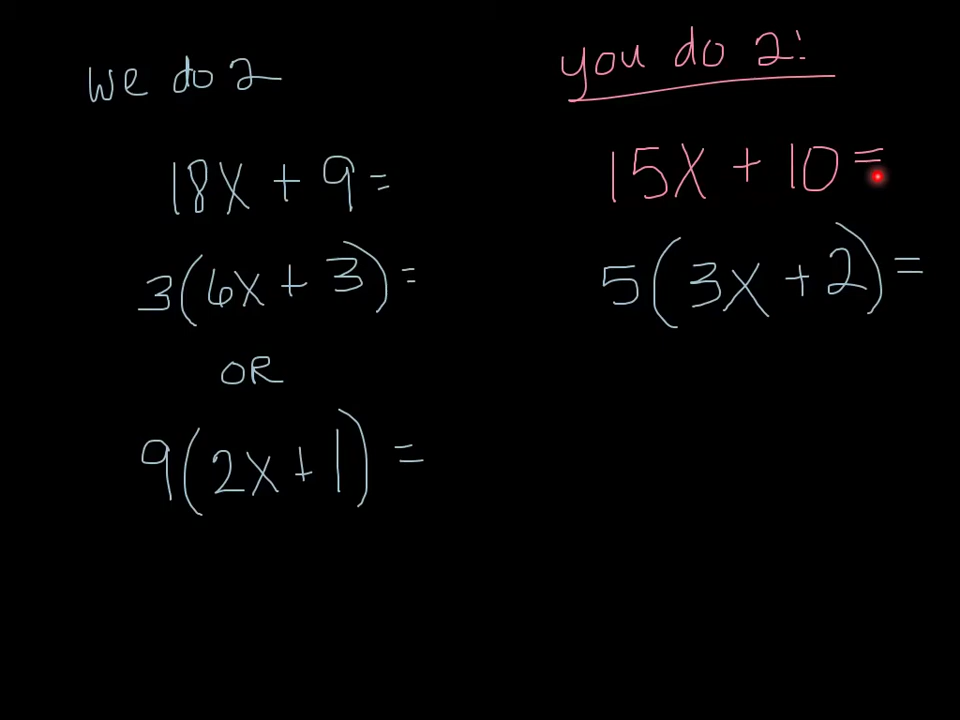 we do 2
18x + 9 =
3(6x + 3) =
OR
9(2x + 1) =
you do 2:
15x + 10 =
5(3x + 2) =